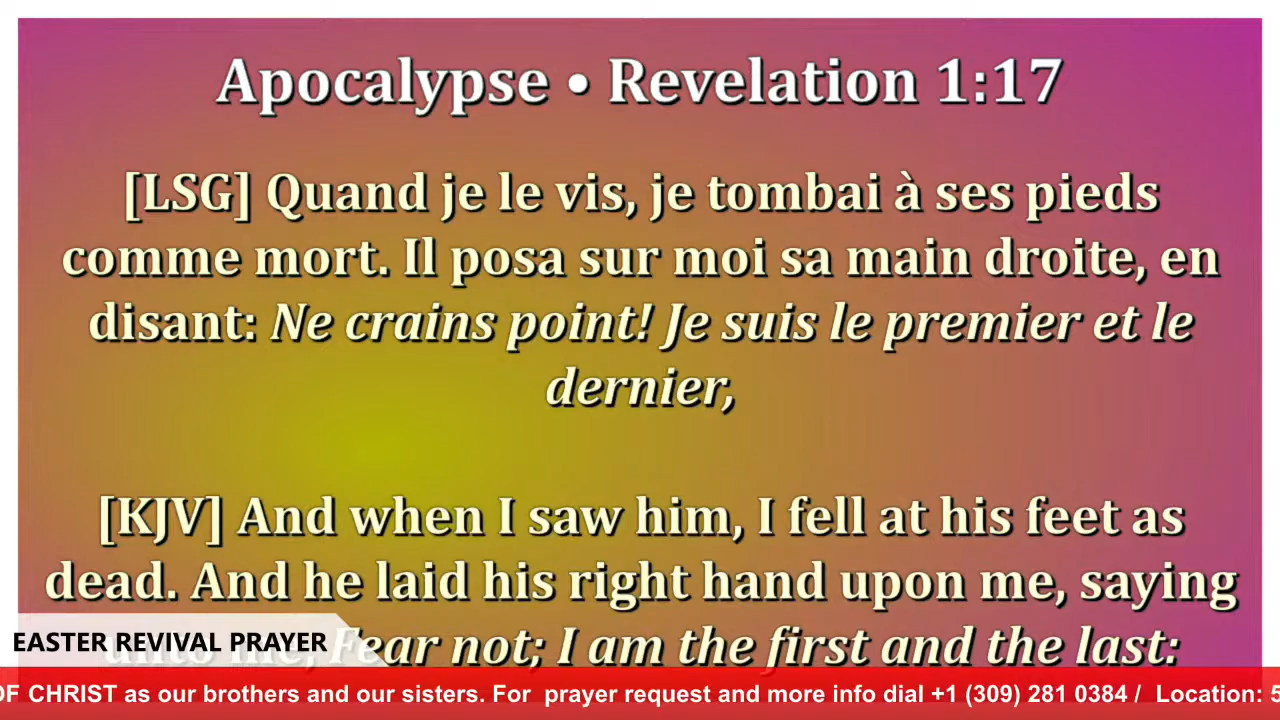 Apocalypse • Revelation 1:17
[LSG] Quand je le vis, je tombai à ses pieds
comme mort. Il posa sur moi sa main droite, en
disant: Ne crains point! Je suis le premier et le
dernier,
[KJV] And when I saw him, I fell at his feet as
dead. And he laid his right hand upon me, saying
unto me, Fear not; I am the first and the last:
EASTER REVIVAL PRAYER
OF CHRIST as our brothers and our sisters. For  prayer request and more info dial +1 (309) 281 0384 /  Location: 5